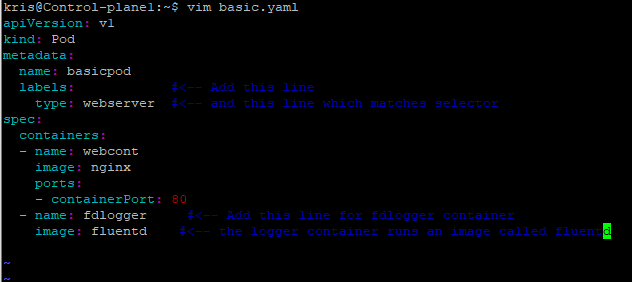 kris@Control-plane1:~$ vim basic.yaml
apiVersion: v1
kind: Pod
metadata:
  name: basicpod
  labels:            #<-- Add this line
    type: webserver  #<-- and this line which matches selector
spec:
  containers:
  - name: webcont
    image: nginx
    ports:
    - containerPort: 80
  - name: fdlogger     #<-- Add this line for fdlogger container
    image: fluentd    #<-- the logger container runs an image called fluentd
~
~